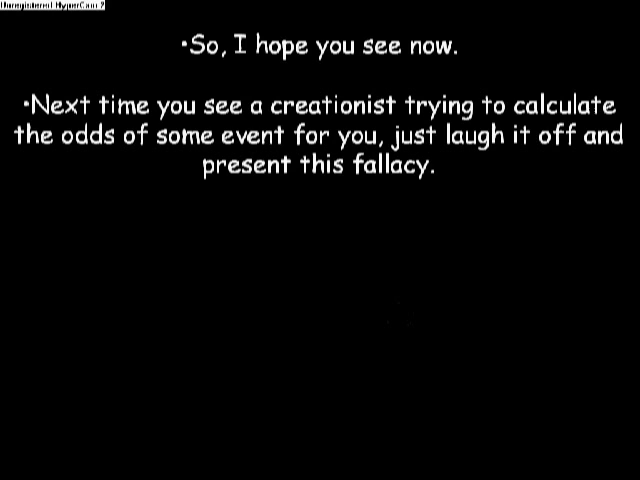 Unregistered HyperCam 2
•So, I hope you see now.
•Next time you see a creationist trying to calculate
the odds of some event for you, just laugh it off and
present this fallacy.